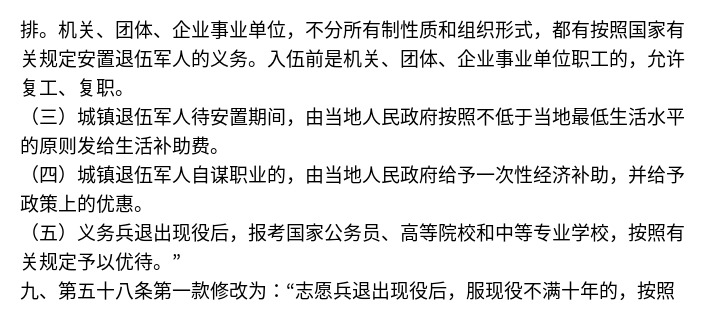 排。机关、团体、企业事业单位，不分所有制性质和组织形式，都有按照国家有
关规定安置退伍军人的义务。入伍前是机关、团体、企业事业单位职工的，允许
复工、复职。
（三）城镇退伍军人待安置期间，由当地人民政府按照不低于当地最低生活水平
的原则发给生活补助费。
（四）城镇退伍军人自谋职业的，由当地人民政府给予一次性经济补助，并给予
政策上的优惠。
（五）义务兵退出现役后，报考国家公务员、高等院校和中等专业学校，按照有
关规定予以优待。”
九、第五十八条第一款修改为：“志愿兵退出现役后，服现役不满十年的，按照